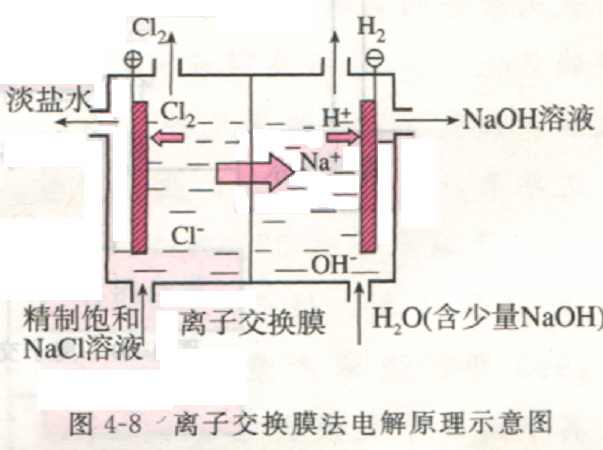 Cl₂
H₂
⊕
⊖
淡盐水
Cl₂
H⁺
NaOH溶液
Na⁺
Cl⁻
OH⁻
精制饱和
NaCl溶液
离子交换膜
H₂O(含少量NaOH)
图 4-8 离子交换膜法电解原理示意图